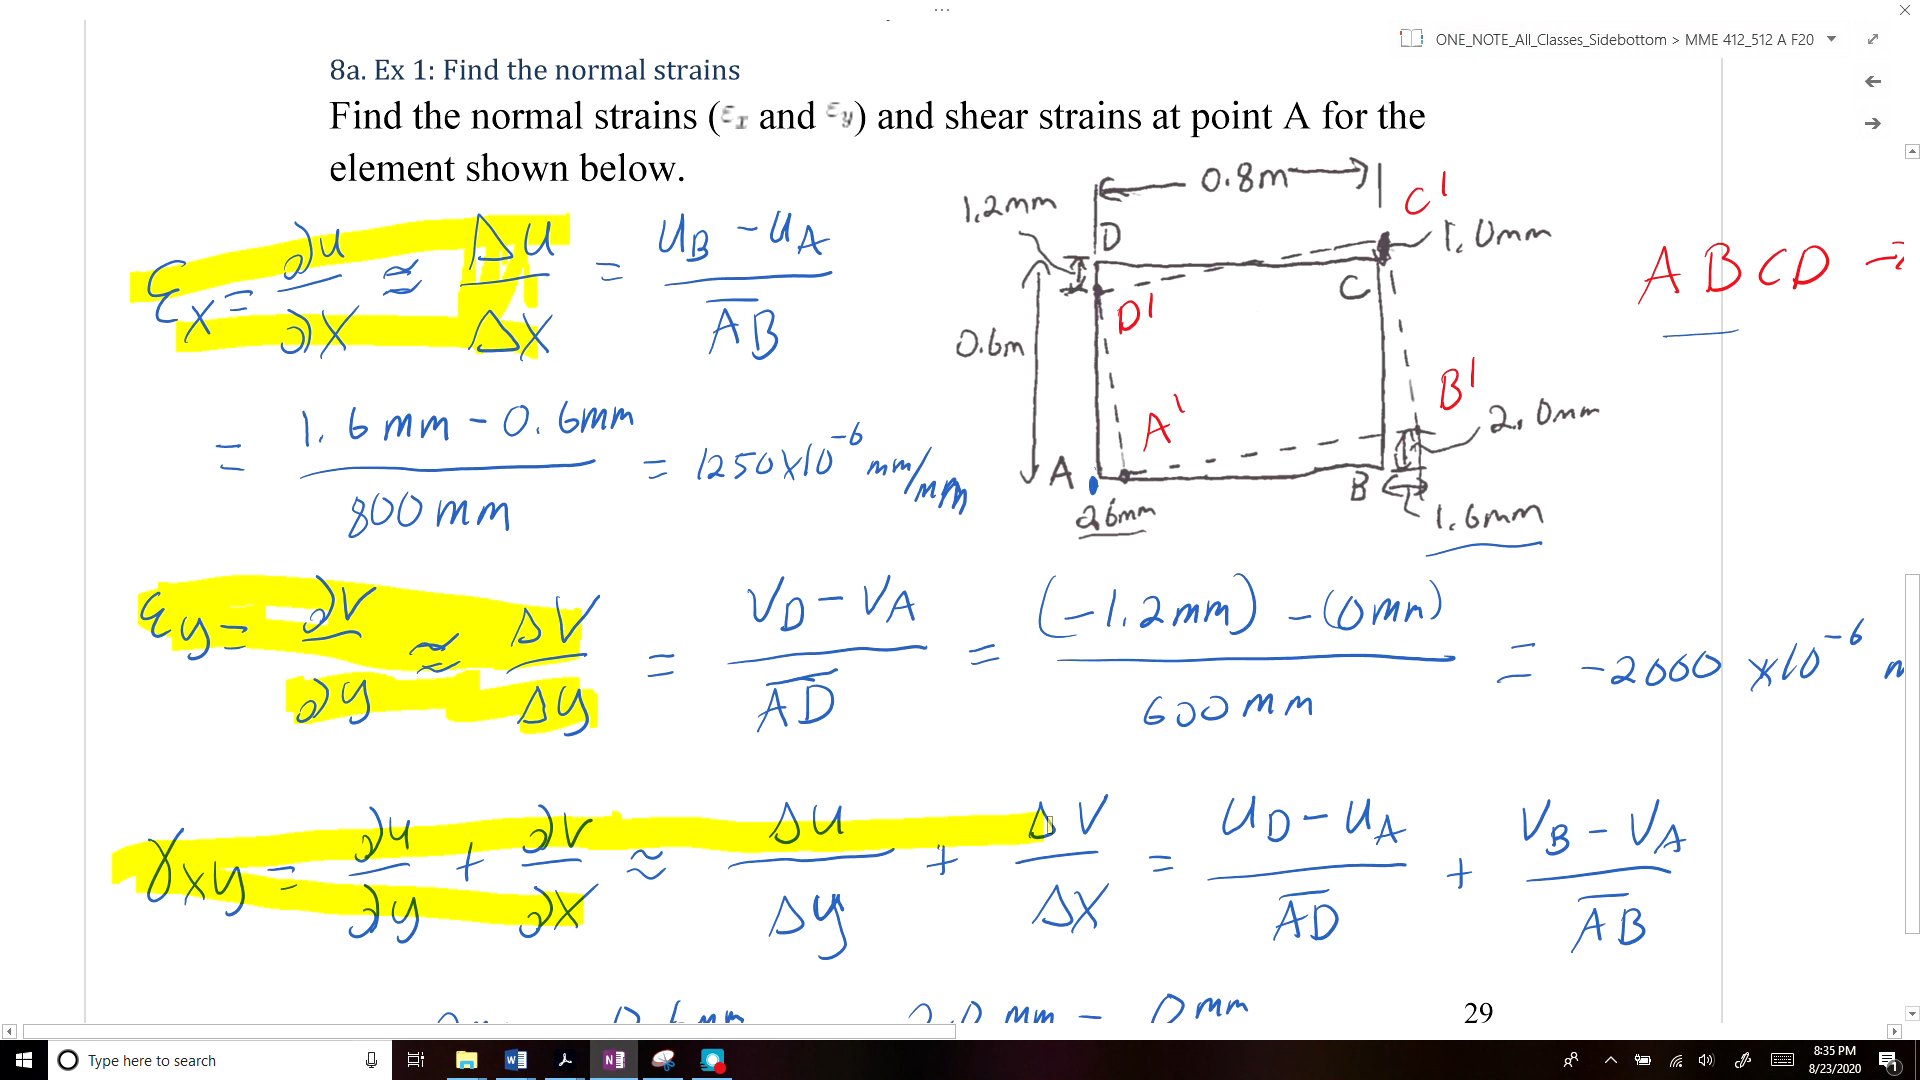 ONE_NOTE_All_Classes_Sidebottom > MME 412_512 A F20
8a. Ex 1: Find the normal strains
Find the normal strains (εx and εy) and shear strains at point A for the
element shown below.
0.8m
1.2mm
D
C'
1.0mm
C
D'
0.6m
A'
B'
2.0mm
A
B
1.6mm
ABCD
εx = ∂u/∂x ≈ Δu/Δx = (uB - uA)/AB
= (1.6mm - 0.6mm)/800mm = 1250×10^-6 mm/mm
εy = ∂v/∂y ≈ Δv/Δy = (vD - vA)/AD = ((-1.2mm) - (0mm))/600mm = -2000 ×10^-6
γxy = ∂u/∂y + ∂v/∂x ≈ Δu/Δy + Δv/Δx = (uD - uA)/AD + (vB - vA)/AB
2.0 mm - 0mm
29
Type here to search
8:35 PM
8/23/2020